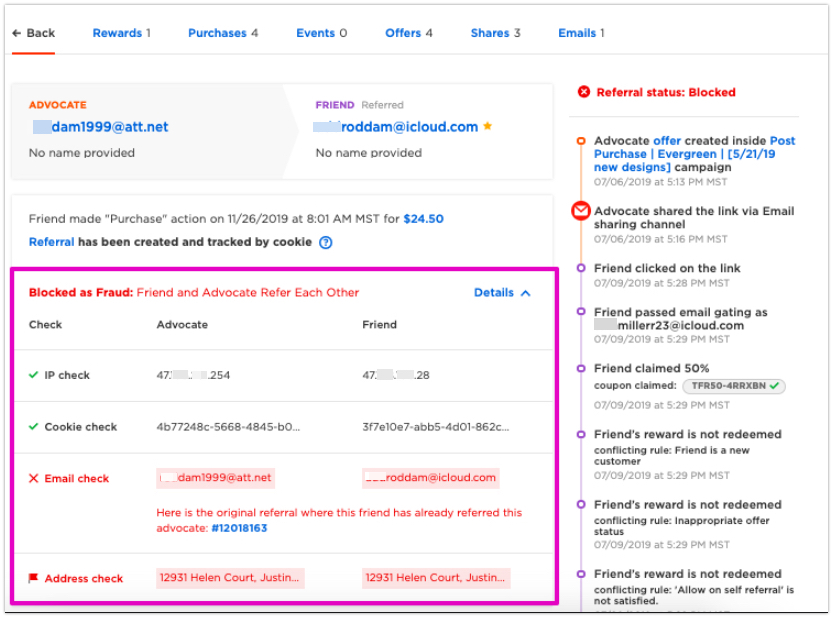 ← Back Rewards 1 Purchases 4 Events 0 Offers 4 Shares 3 Emails 1
ADVOCATE
dam1999@att.net
No name provided
FRIEND Referred
roddam@icloud.com
No name provided
Friend made "Purchase" action on 11/26/2019 at 8:01 AM MST for $24.50
Referral has been created and tracked by cookie ?
Blocked as Fraud: Friend and Advocate Refer Each Other Details
Check Advocate Friend
IP check 47. . .254 47. . .28
Cookie check 4b77248c-5668-4845-b0... 3f7e10e7-abb5-4d01-862c...
Email check dam1999@att.net roddam@icloud.com
Here is the original referral where this friend has already referred this
advocate: #12018163
Address check 12931 Helen Court, Justin... 12931 Helen Court, Justin...
Referral status: Blocked
Advocate offer created inside Post
Purchase | Evergreen | [5/21/19
new designs] campaign
07/06/2019 at 5:13 PM MST
Advocate shared the link via Email
sharing channel
07/06/2019 at 5:16 PM MST
Friend clicked on the link
07/09/2019 at 5:28 PM MST
Friend passed email gating as
millerr23@icloud.com
07/09/2019 at 5:29 PM MST
Friend claimed 50%
coupon claimed: TFR50-4RRXBN
07/09/2019 at 5:29 PM MST
Friend's reward is not redeemed
conflicting rule: Friend is a new
customer
07/09/2019 at 5:29 PM MST
Friend's reward is not redeemed
conflicting rule: Inappropriate offer
status
07/09/2019 at 5:29 PM MST
Friend's reward is not redeemed
conflicting rule: 'Allow on self referral' is
not satisfied.